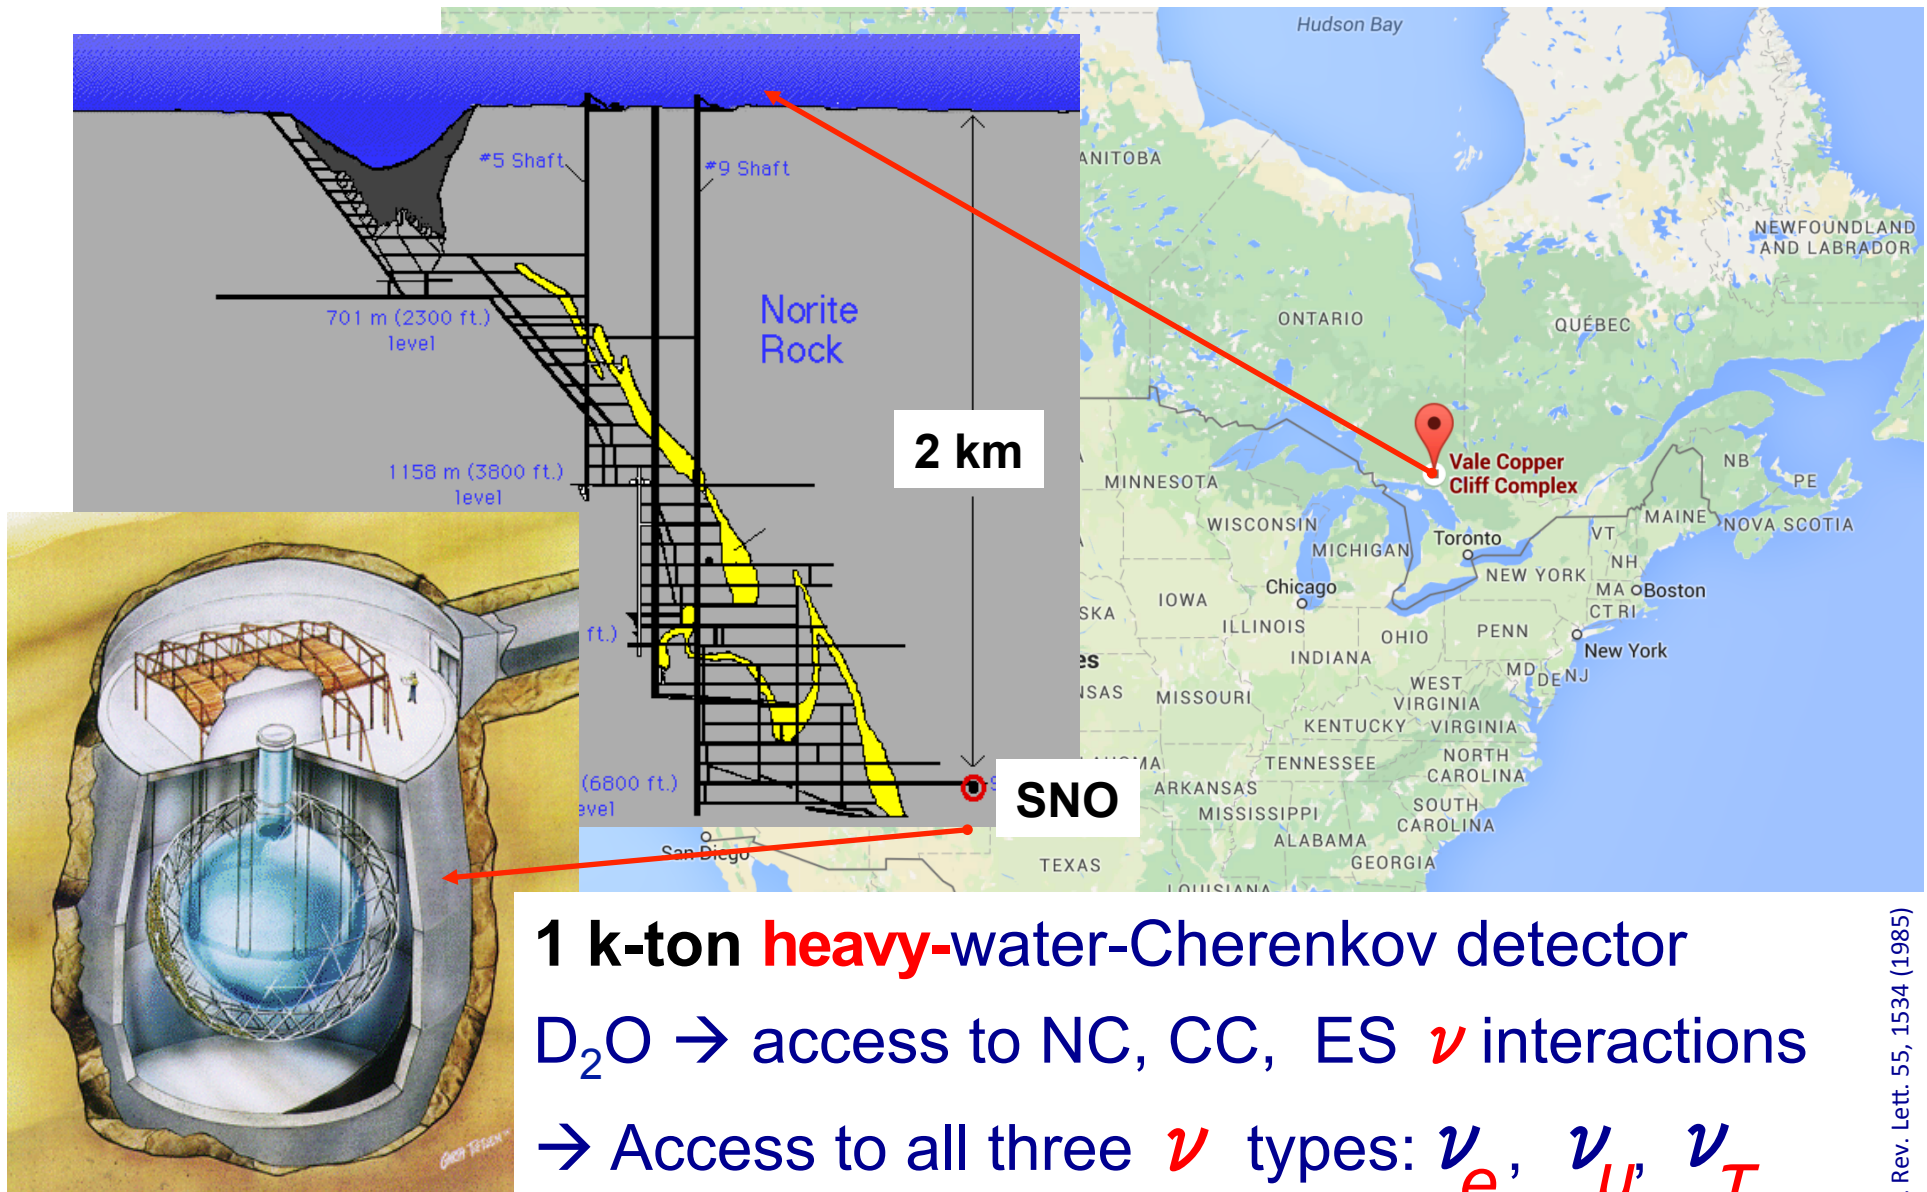 Hudson Bay
#5 Shaft
#9 Shaft
ANITOBA
NEWFOUNDLAND
AND LABRADOR
701 m (2300 ft.)
level
Norite
Rock
ONTARIO
QUÉBEC
2 km
1158 m (3800 ft.)
level
Vale Copper
Cliff Complex
MINNESOTA
NB
PE
WISCONSIN
MICHIGAN
Toronto
VT
MAINE
NOVA SCOTIA
NH
NEW YORK
Chicago
MA
Boston
CT RI
SKA
IOWA
ILLINOIS
OHIO
PENN
ft.)
INDIANA
New York
es
MD
DE
NJ
NSAS
MISSOURI
WEST
VIRGINIA
KENTUCKY
VIRGINIA
(6800 ft.)
evel
SNO
AHOMA
TENNESSEE
NORTH
CAROLINA
ARKANSAS
MISSISSIPPI
SOUTH
CAROLINA
ALABAMA
San Diego
TEXAS
GEORGIA
LOUISIANA
1 k-ton heavy-water-Cherenkov detector
D₂O → access to NC, CC, ES ν interactions
→ Access to all three ν types: νe, νμ, ντ
. Rev. Lett. 55, 1534 (1985)